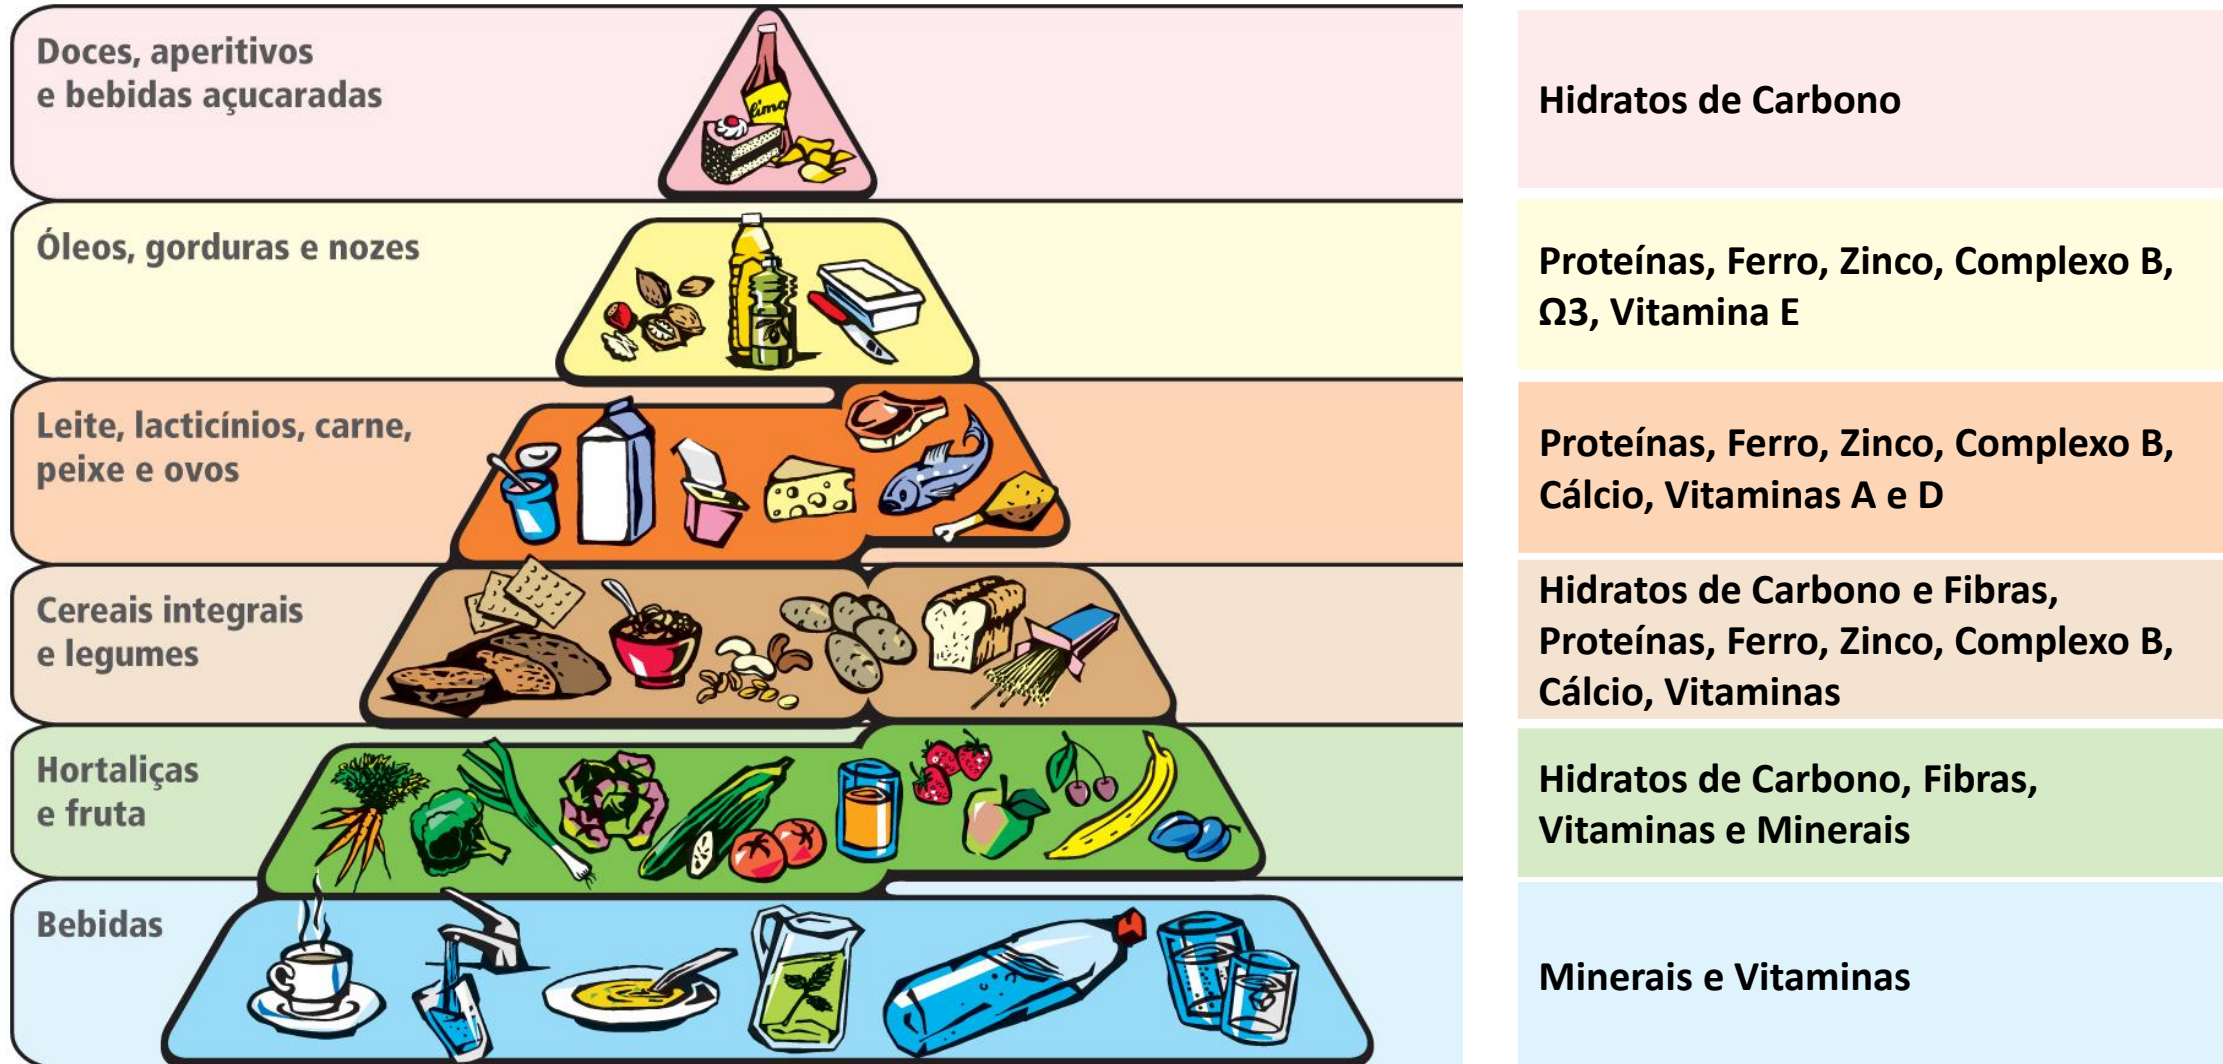 Doces, aperitivos
e bebidas açucaradas
limo
Hidratos de Carbono
Óleos, gorduras e nozes
Proteínas, Ferro, Zinco, Complexo B,
Ω3, Vitamina E
Leite, lacticínios, carne,
peixe e ovos
Proteínas, Ferro, Zinco, Complexo B,
Cálcio, Vitaminas A e D
Cereais integrais
e legumes
Hidratos de Carbono e Fibras,
Proteínas, Ferro, Zinco, Complexo B,
Cálcio, Vitaminas
Hortaliças
e fruta
Hidratos de Carbono, Fibras,
Vitaminas e Minerais
Bebidas
Minerais e Vitaminas